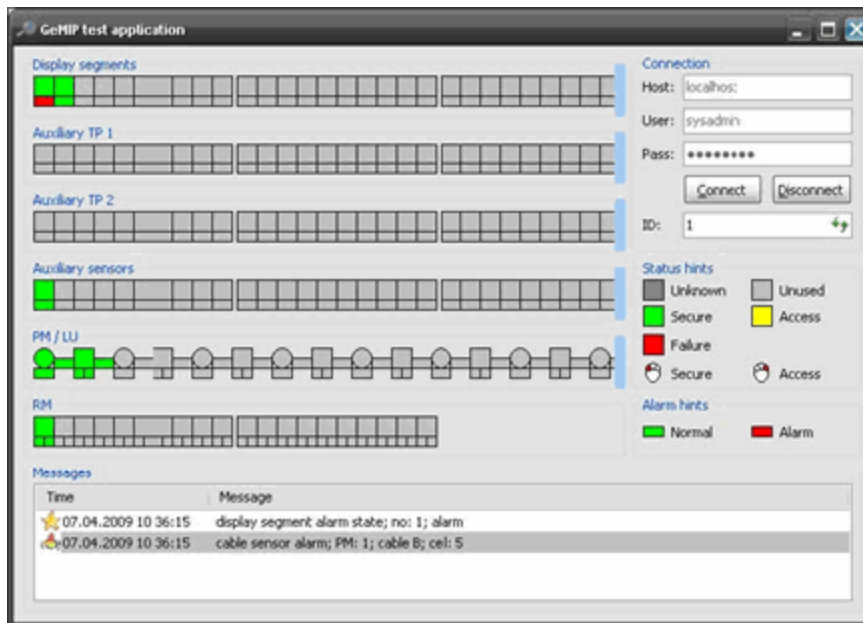 GeMIP test application
Display segments
Auxiliary TP 1
Auxiliary TP 2
Auxiliary sensors
PM / LU
RM
Connection
Host: localhos:
User: sysadmin
Pass: ●●●●●●●●
Connect Disconnect
ID: 1
Status hints
Unknown Unused
Secure Access
Failure
Secure Access
Alarm hints
Normal Alarm
Messages
Time Message
07.04.2009 10 36:15 display segment alarm state; no: 1; alarm
07.04.2009 10 36:15 cable sensor alarm; PM: 1; cable B; cel: 5